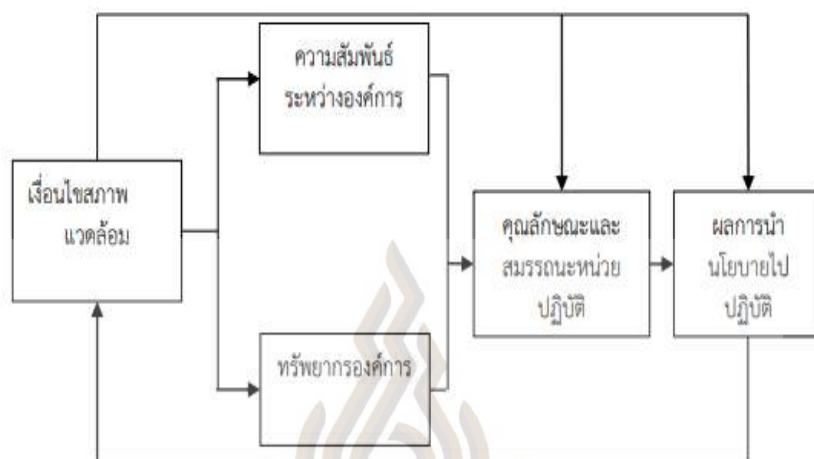 ความสัมพันธ์
ระหว่างองค์การ
เงื่อนไขสภาพ
แวดล้อม
คุณลักษณะและ
สมรรถนะหน่วย
ปฏิบัติ
ผลการนำ
นโยบายไป
ปฏิบัติ
ทรัพยากรองค์การ